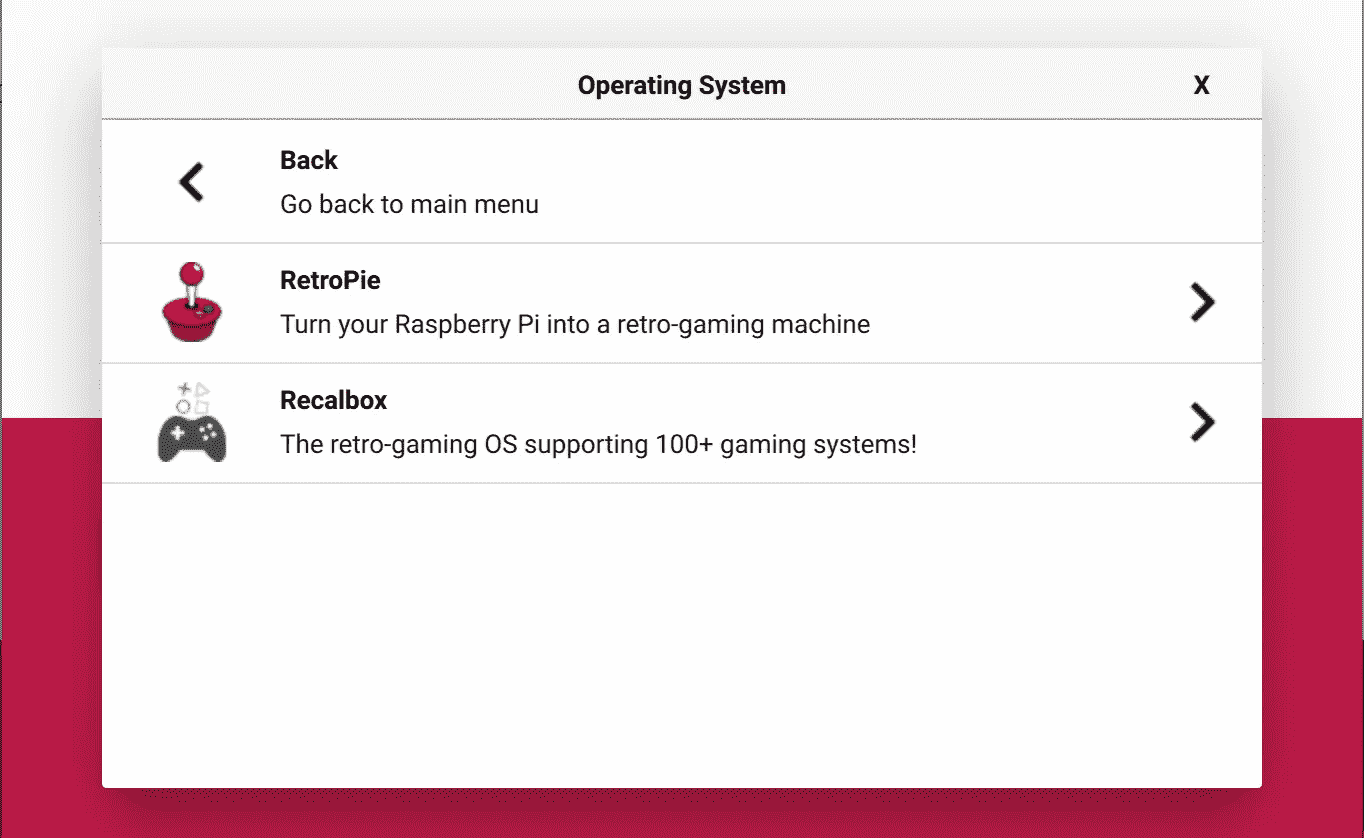 Operating System
X
Back
Go back to main menu
RetroPie
Turn your Raspberry Pi into a retro-gaming machine
Recalbox
The retro-gaming OS supporting 100+ gaming systems!